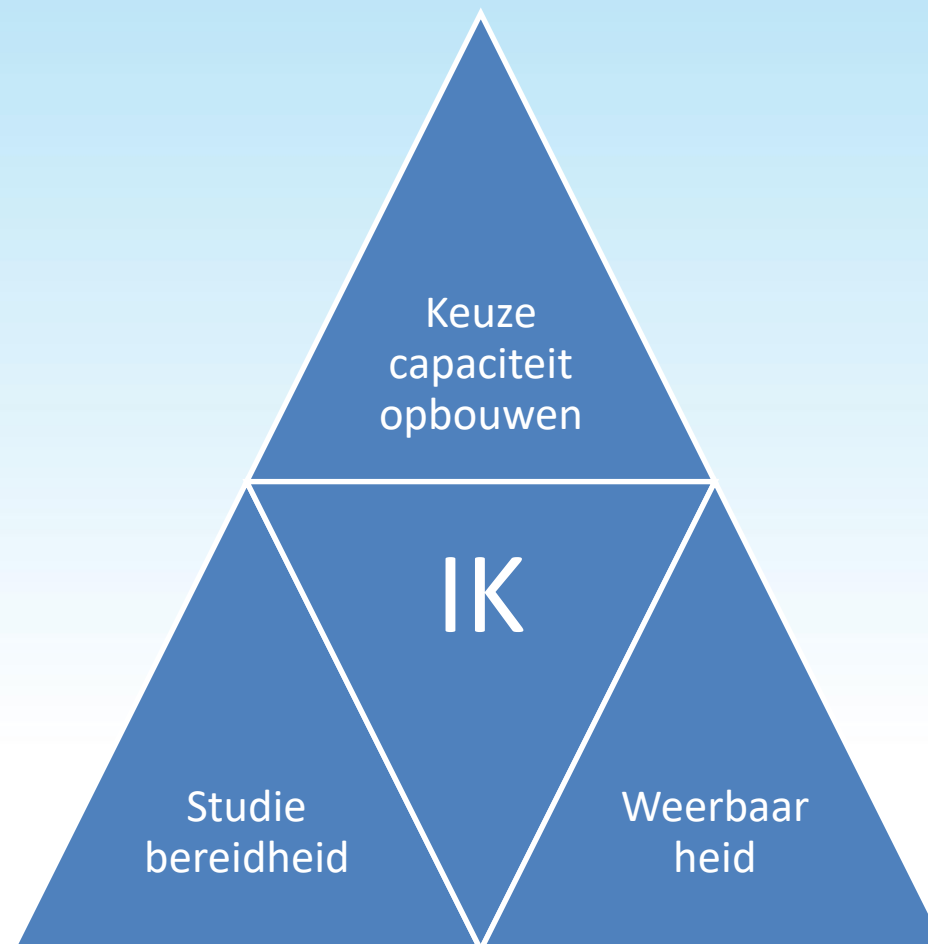 Keuze
capaciteit
opbouwen
IK
Studie
bereidheid
Weerbaar
heid